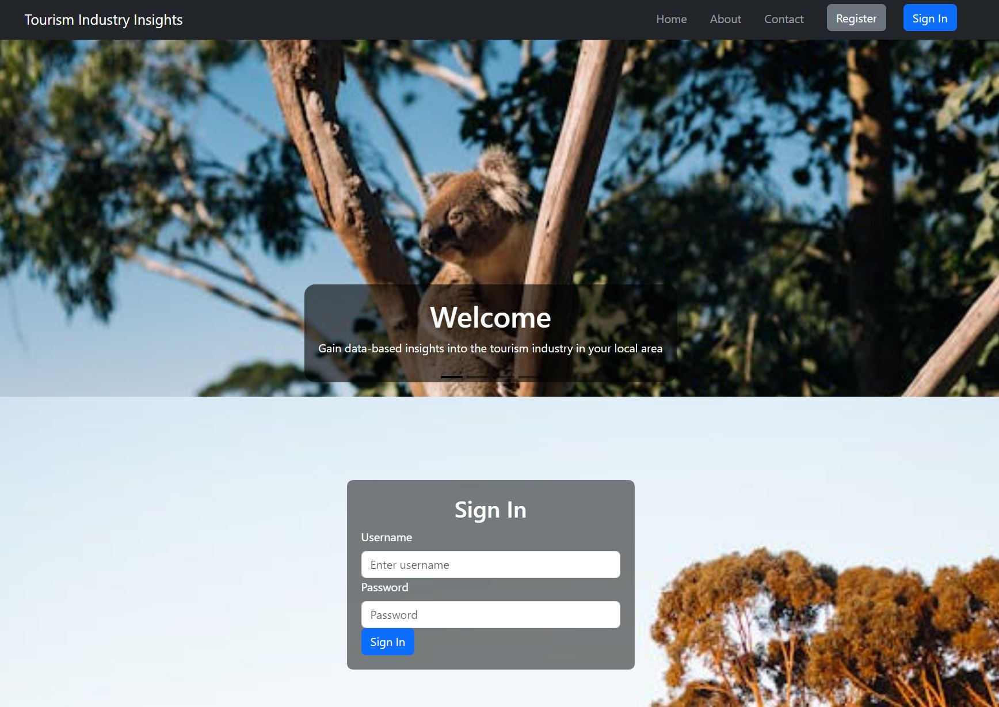 Tourism Industry Insights
Home
About
Contact
Register
Sign In
Welcome
Gain data-based insights into the tourism industry in your local area
Sign In
Username
Enter username
Password
Password
Sign In